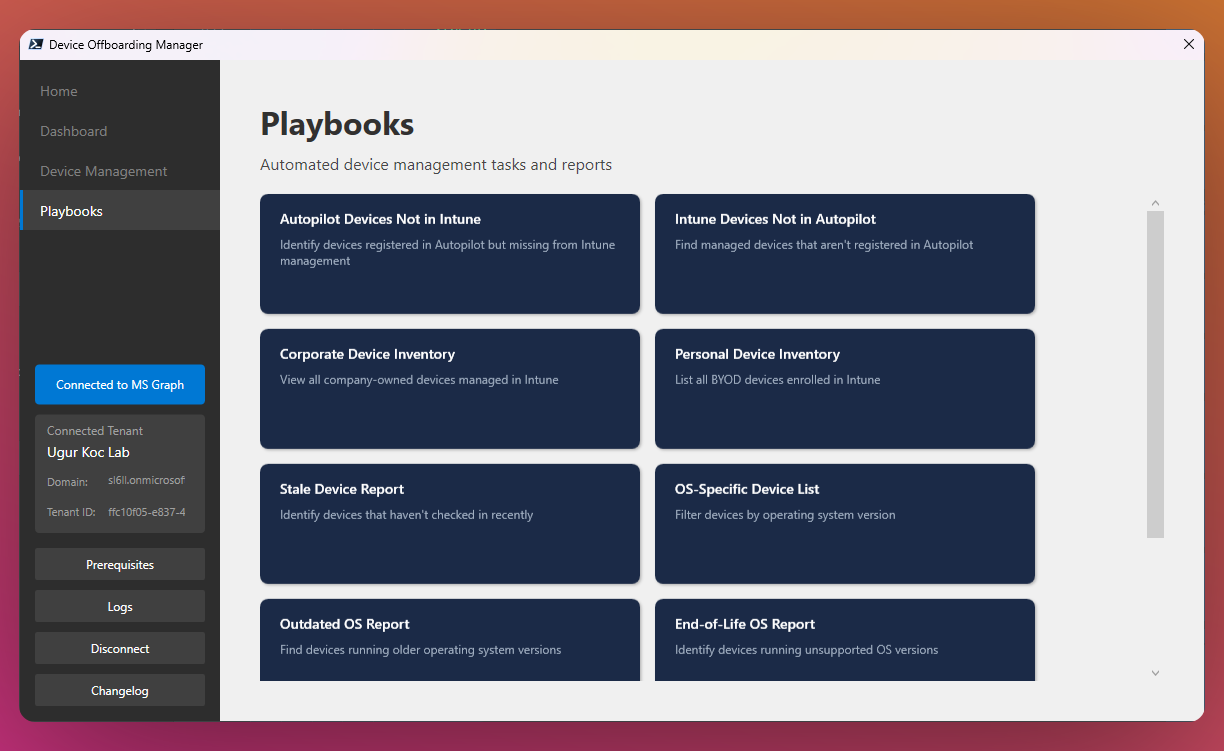 Device Offboarding Manager
Home
Dashboard
Device Management
Playbooks
Connected to MS Graph
Connected Tenant
Ugur Koc Lab
Domain: sl6ll.onmicrosof
Tenant ID: ffc10f05-e837-4
Prerequisites
Logs
Disconnect
Changelog
Playbooks
Automated device management tasks and reports
Autopilot Devices Not in Intune
Identify devices registered in Autopilot but missing from Intune
management
Intune Devices Not in Autopilot
Find managed devices that aren't registered in Autopilot
Corporate Device Inventory
View all company-owned devices managed in Intune
Personal Device Inventory
List all BYOD devices enrolled in Intune
Stale Device Report
Identify devices that haven't checked in recently
OS-Specific Device List
Filter devices by operating system version
Outdated OS Report
Find devices running older operating system versions
End-of-Life OS Report
Identify devices running unsupported OS versions